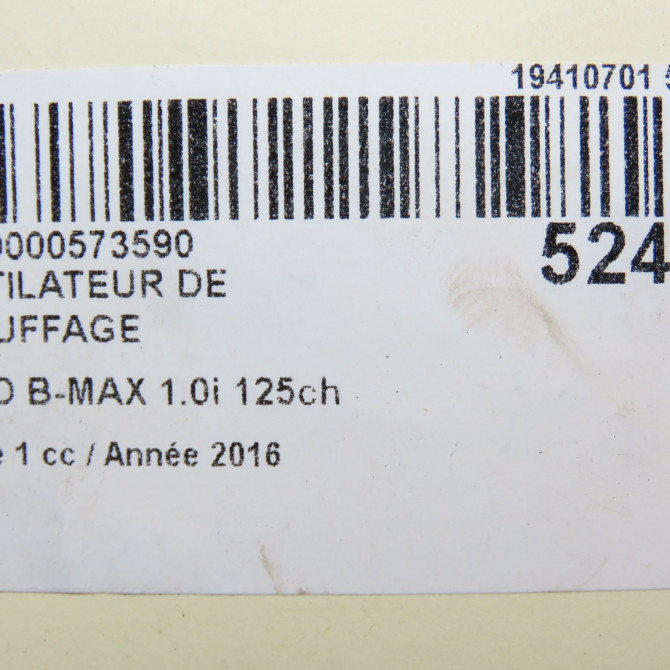 19410701 5
0000573590
524
TILATEUR DE
UFFAGE
D B-MAX 1.0i 125ch
e 1 cc / Année 2016